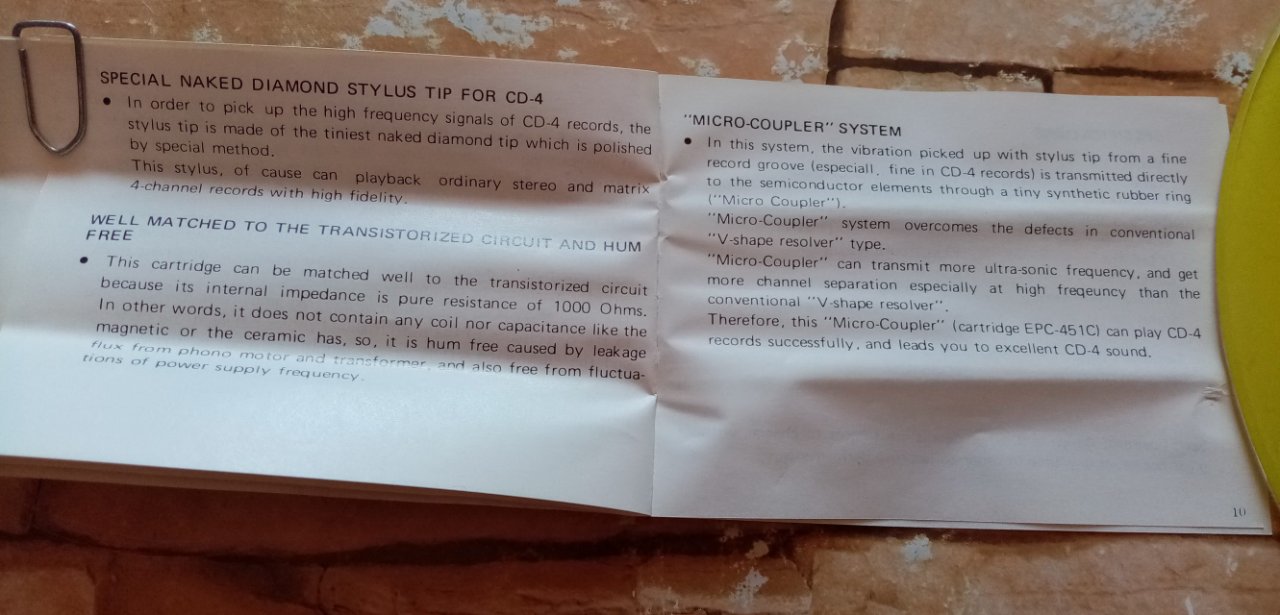 SPECIAL NAKED DIAMOND STYLUS TIP FOR CD-4
• In order to pick up the high frequency signals of CD-4 records, the
stylus tip is made of the tiniest naked diamond tip which is polished
by special method.
This stylus, of cause can playback ordinary stereo and matrix
4-channel records with high fidelity.
WELL MATCHED TO THE TRANSISTORIZED CIRCUIT AND HUM
FREE
• This cartridge can be matched well to the transistorized circuit
because its internal impedance is pure resistance of 1000 Ohms.
In other words, it does not contain any coil nor capacitance like the
magnetic or the ceramic has, so, it is hum free caused by leakage
flux from phono motor and transformer, and also free from fluctua-
tions of power supply frequency.
"MICRO-COUPLER" SYSTEM
• In this system, the vibration picked up with stylus tip from a fine
record groove (especiall, fine in CD-4 records) is transmitted directly
to the semiconductor elements through a tiny synthetic rubber ring
("Micro Coupler").
"Micro-Coupler" system overcomes the defects in conventional
"V-shape resolver" type.
"Micro-Coupler" can transmit more ultra-sonic frequency, and get
more channel separation especially at high freqeuncy than the
conventional "V-shape resolver".
Therefore, this "Micro-Coupler" (cartridge EPC-451C) can play CD-4
records successfully, and leads you to excellent CD-4 sound.
10